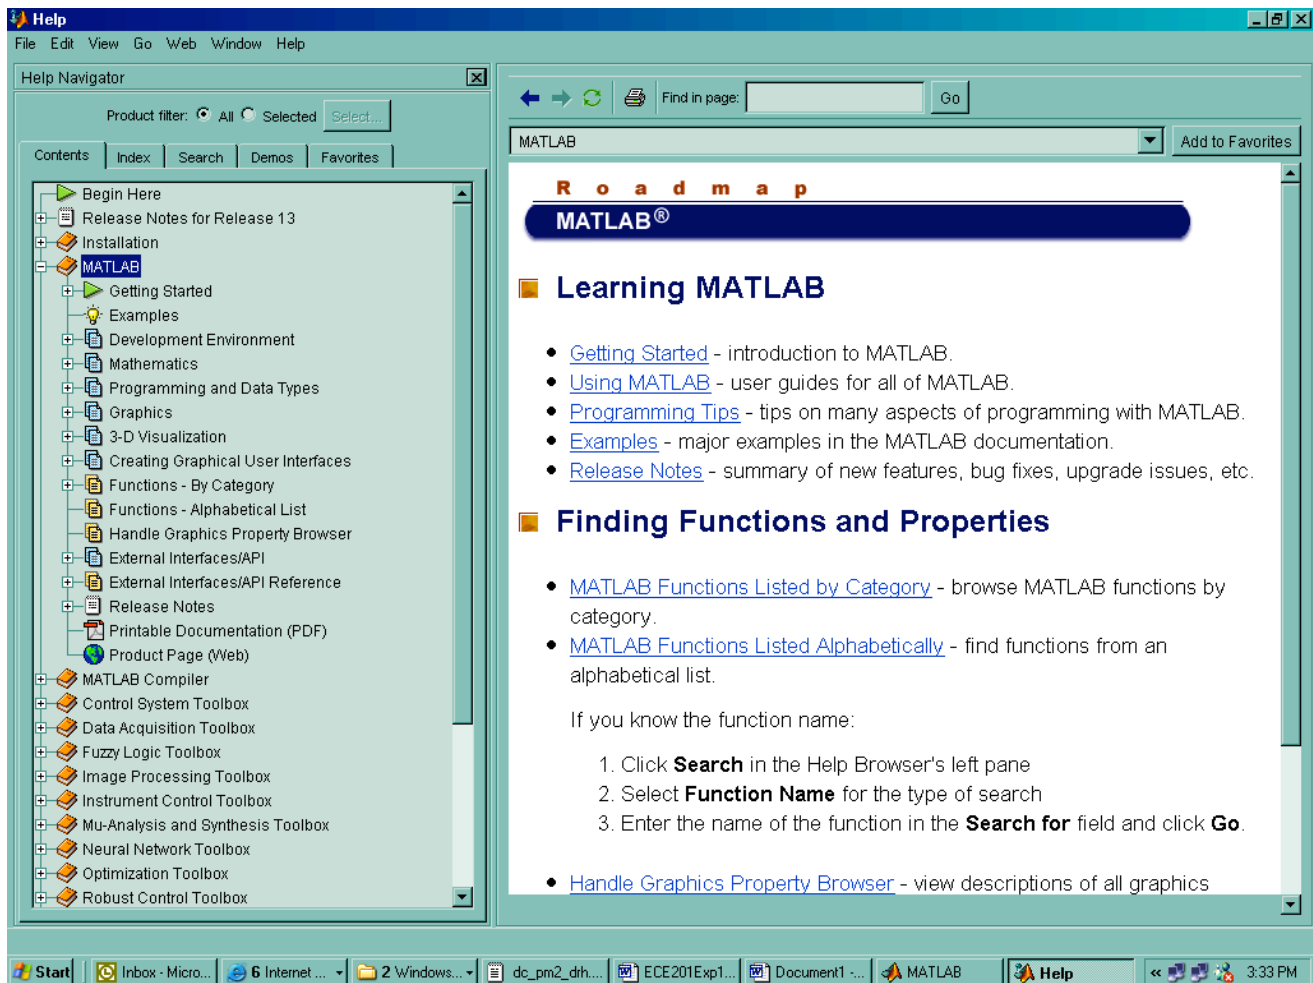 Help
File Edit View Go Web Window Help
Help Navigator
Product filter: All Selected Select...
Contents Index Search Demos Favorites
Begin Here
Release Notes for Release 13
Installation
MATLAB
Getting Started
Examples
Development Environment
Mathematics
Programming and Data Types
Graphics
3-D Visualization
Creating Graphical User Interfaces
Functions - By Category
Functions - Alphabetical List
Handle Graphics Property Browser
External Interfaces/API
External Interfaces/API Reference
Release Notes
Printable Documentation (PDF)
Product Page (Web)
MATLAB Compiler
Control System Toolbox
Data Acquisition Toolbox
Fuzzy Logic Toolbox
Image Processing Toolbox
Instrument Control Toolbox
Mu-Analysis and Synthesis Toolbox
Neural Network Toolbox
Optimization Toolbox
Robust Control Toolbox
Find in page: Go
MATLAB Add to Favorites
Roadmap
MATLAB®
Learning MATLAB
• Getting Started - introduction to MATLAB.
• Using MATLAB - user guides for all of MATLAB.
• Programming Tips - tips on many aspects of programming with MATLAB.
• Examples - major examples in the MATLAB documentation.
• Release Notes - summary of new features, bug fixes, upgrade issues, etc.
Finding Functions and Properties
• MATLAB Functions Listed by Category - browse MATLAB functions by
category.
• MATLAB Functions Listed Alphabetically - find functions from an
alphabetical list.
If you know the function name:
1. Click Search in the Help Browser's left pane
2. Select Function Name for the type of search
3. Enter the name of the function in the Search for field and click Go.
• Handle Graphics Property Browser - view descriptions of all graphics
Start Inbox - Micro... 6 Internet ... 2 Windows... dc_pm2_drh.... ECE201Exp1... Document1 -... MATLAB Help « 3:33 PM